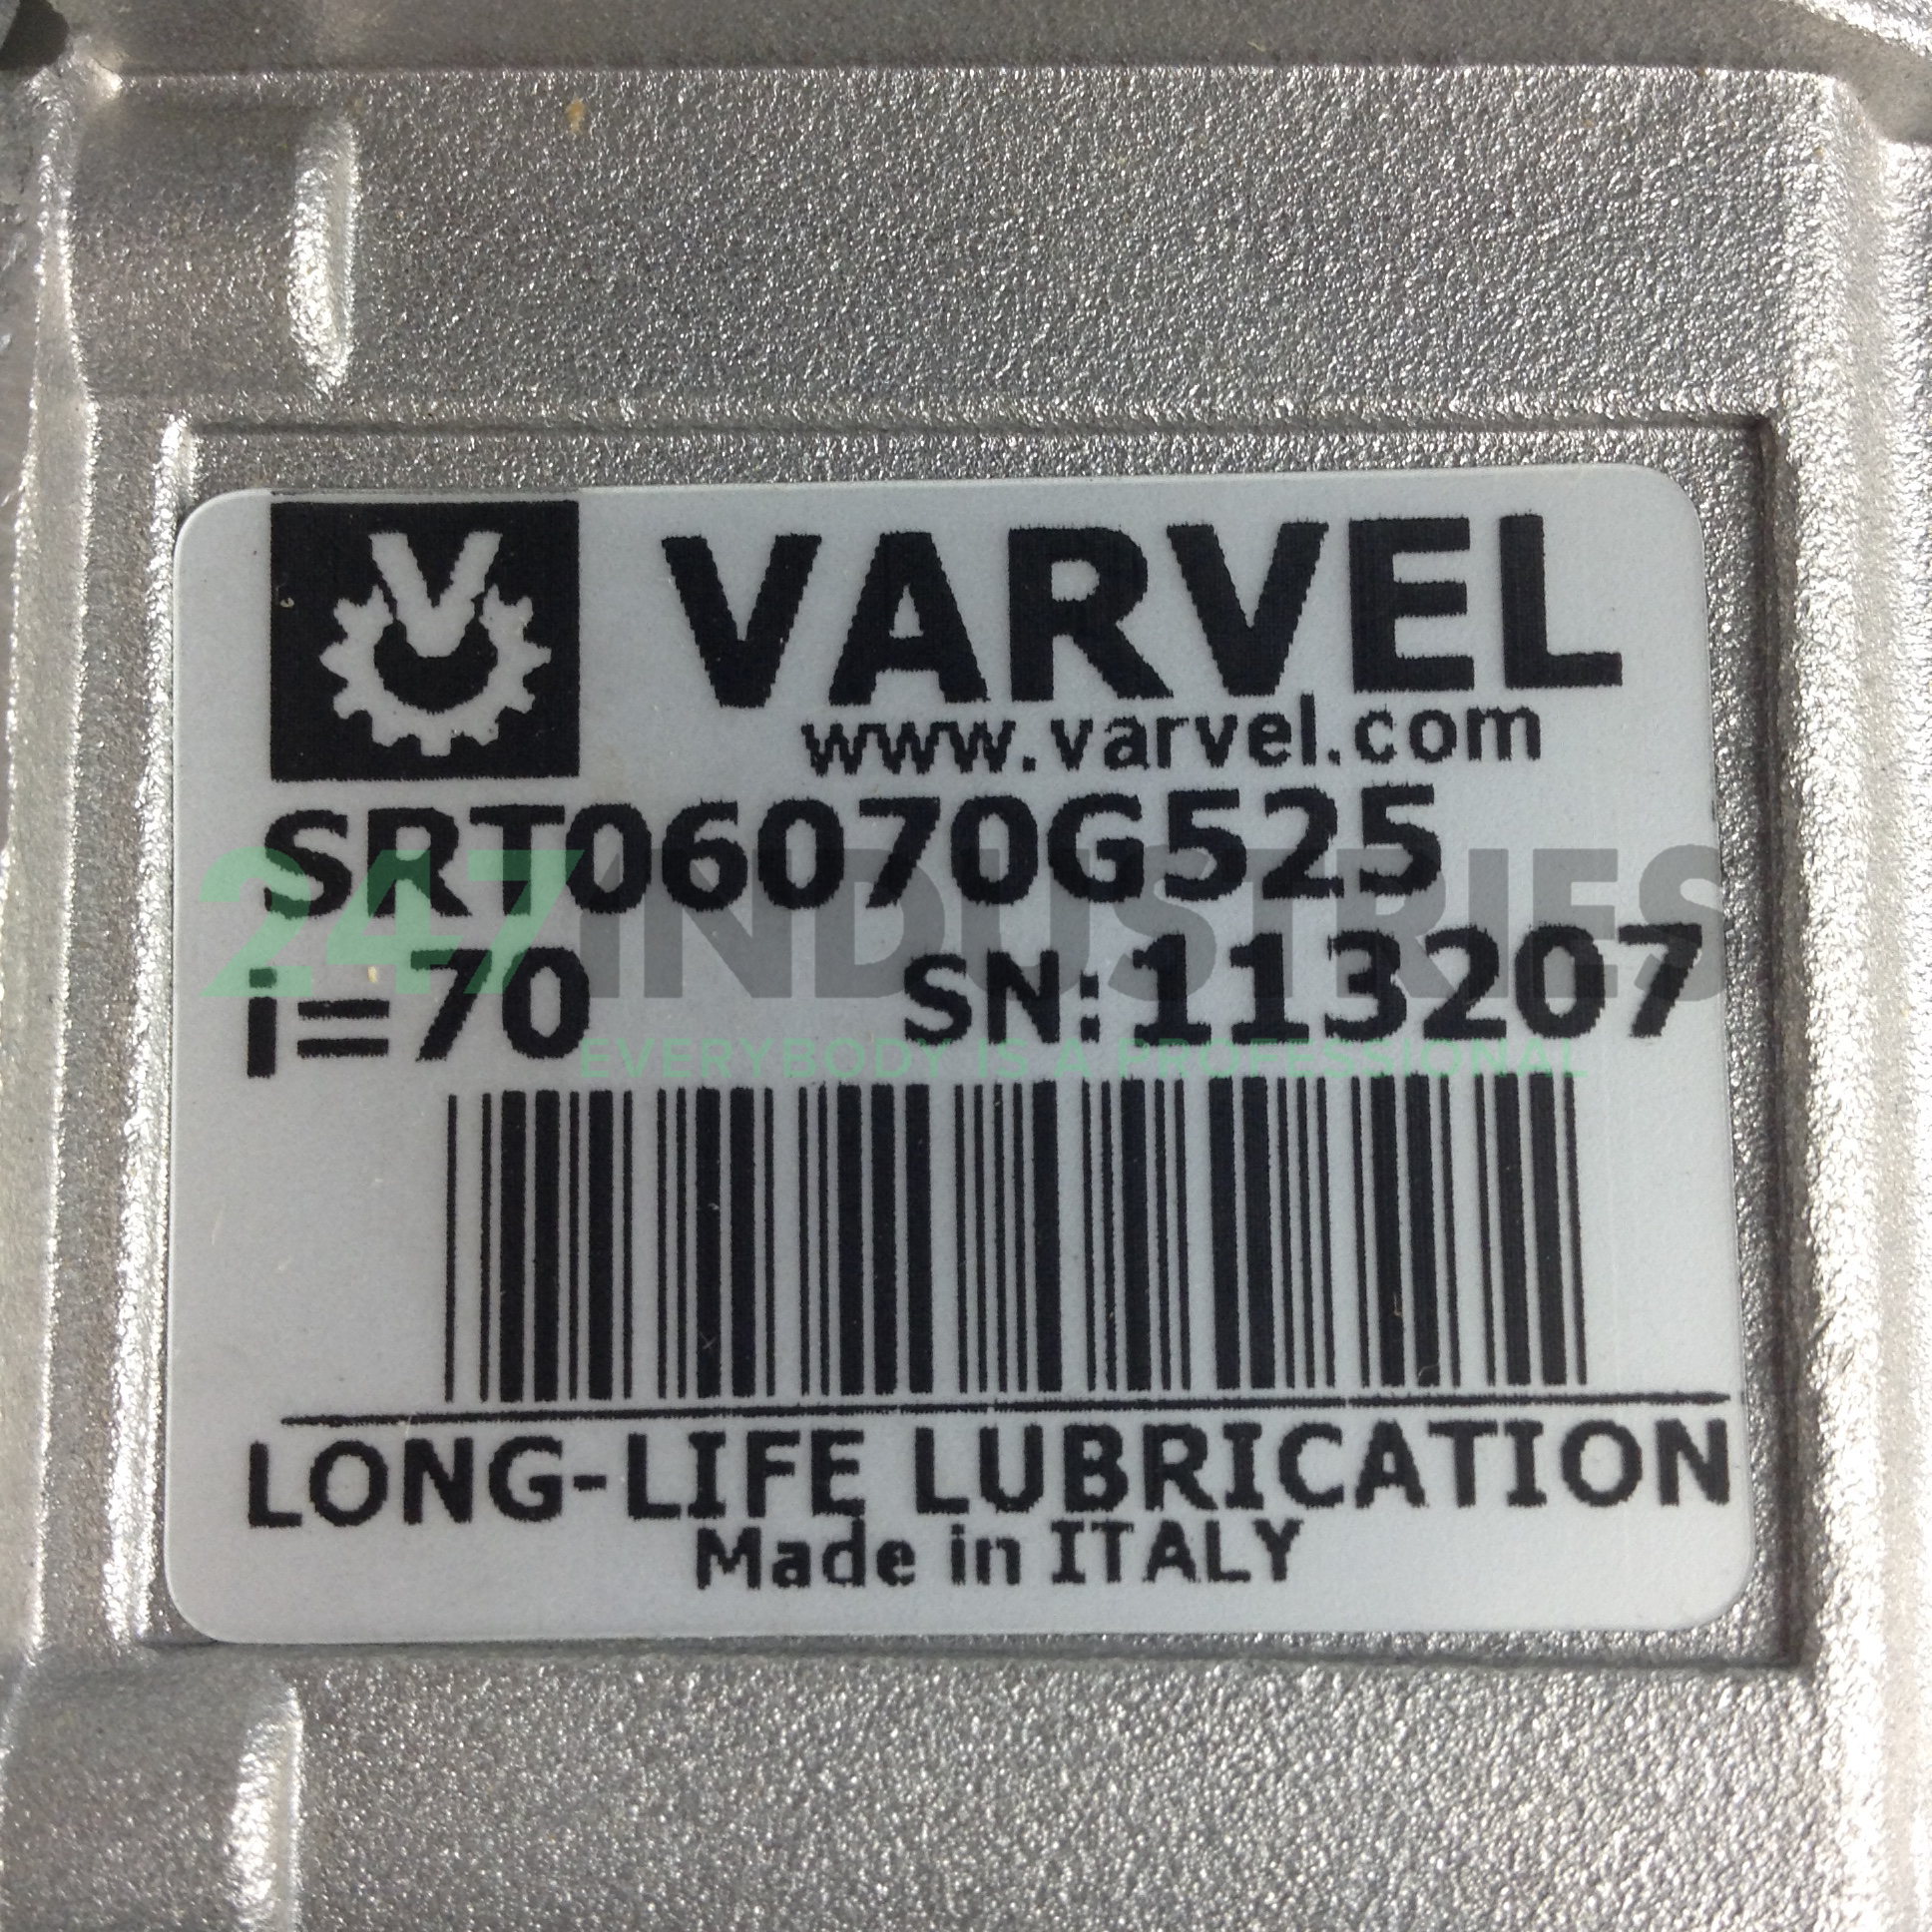 VARVEL
www.varvel.com
SRT06070G525
247INDUSTRIES
i=70 SN:113207
EVERYBODY IS A PROFESSIONAL
LONG-LIFE LUBRICATION
Made in ITALY